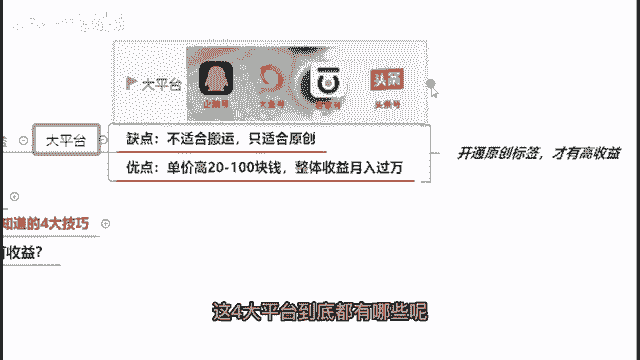 大平台
企鹅号
大鱼号
头条
头条号
大平台
缺点：不适合搬运，只适合原创
优点：单价高20-100块钱，整体收益月入过万
开通原创标签，才有高收益
知道的4大技巧
收益？
这4大平台到底都有哪些呢